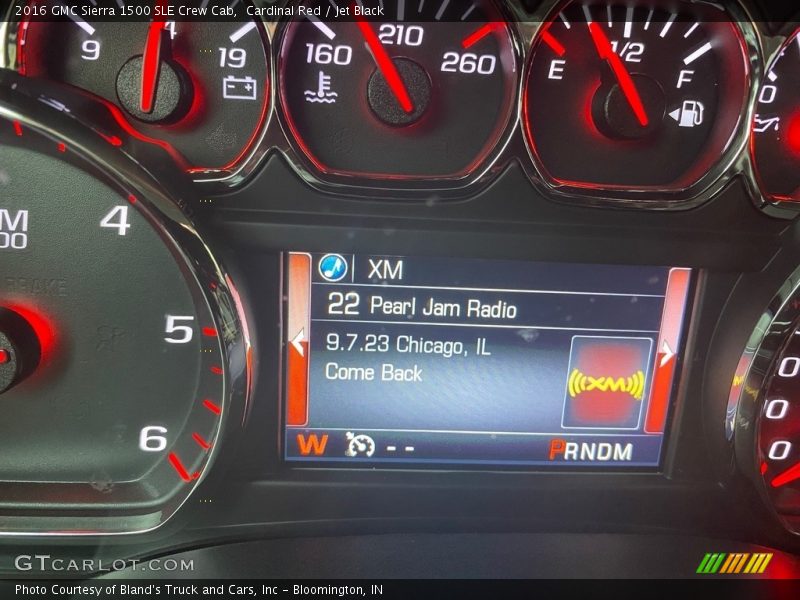 2016 GMC Sierra 1500 SLE Crew Cab, Cardinal Red / Jet Black
9 14 19
160 210 260
E 1/2 F
0
4
5
6
XM
22 Pearl Jam Radio
9.7.23 Chicago, IL
Come Back
XM
W - - PRNDM
GTCARLOT.COM
Photo Courtesy of Bland's Truck and Cars, Inc - Bloomington, IN